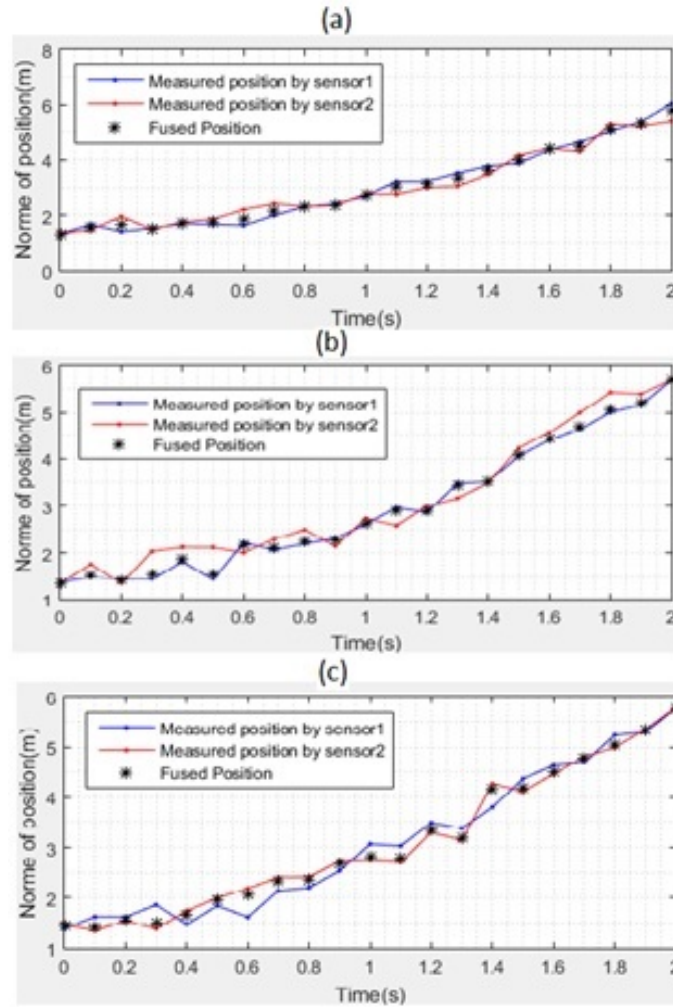 (a)
8
6
4
2
0
Norme of position(m)
Measured position by sensor1
Measured position by sensor2
Fused Position
0 0.2 0.4 0.6 0.8 1 1.2 1.4 1.6 1.8 2
Time(s)
(b)
6
5
4
3
2
1
Norme of position(m)
Measured position by sensor1
Measured position by sensor2
Fused Position
0 0.2 0.4 0.6 0.8 1 1.2 1.4 1.6 1.8 2
Time(s)
(c)
6
5
4
3
2
1
Norme of position(m)
Measured position by sensor1
Measured position by sensor2
Fused Position
0 0.2 0.4 0.6 0.8 1 1.2 1.4 1.6 1.8 2
Time(s)